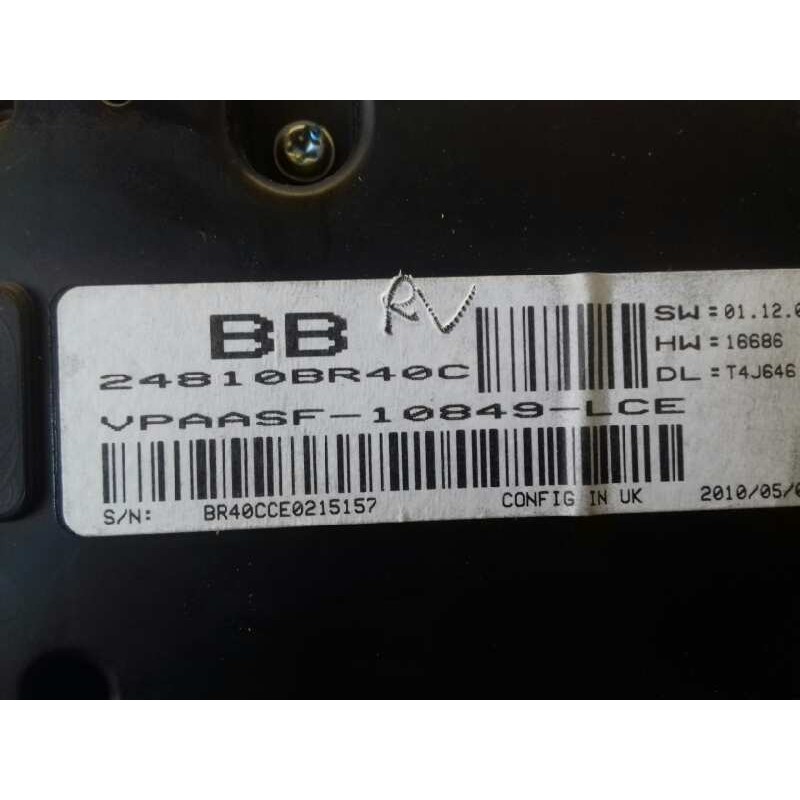 BB
RV
24810BR40C
SW=01.12.0
HW=16686
DL=T4J646
VPAASF-10849-LCE
S/N: BR40CCE0215157 CONFIG IN UK 2010/05/0